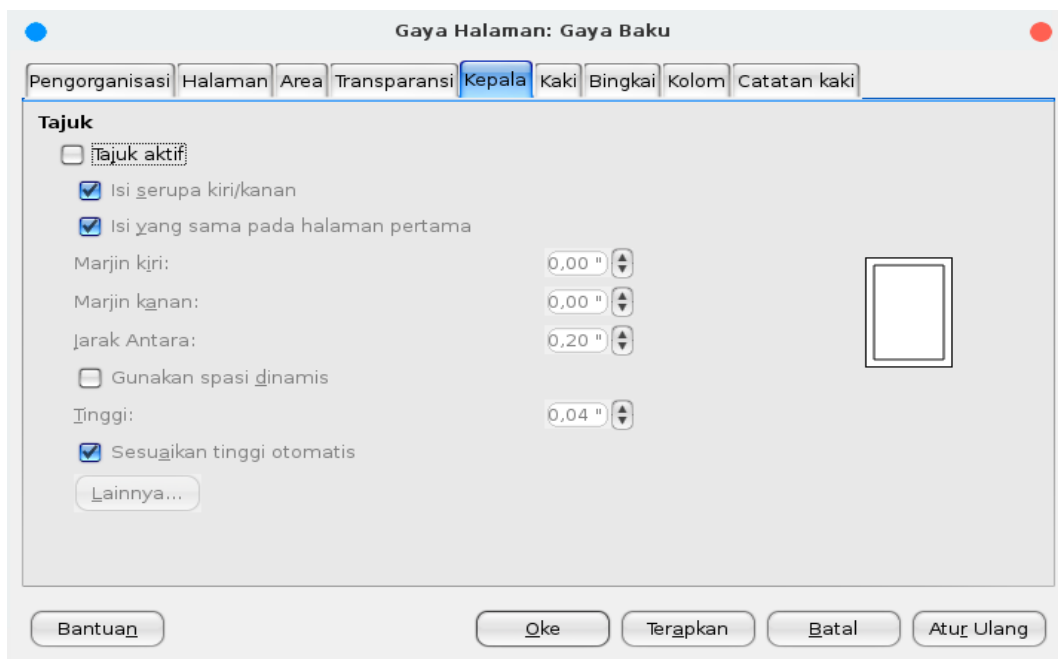 Gaya Halaman: Gaya Baku
Pengorganisasi Halaman Area Transparansi Kepala Kaki Bingkai Kolom Catatan kaki
Tajuk
Tajuk aktif
Isi serupa kiri/kanan
Isi yang sama pada halaman pertama
Marjin kiri: 0,00 "
Marjin kanan: 0,00 "
Jarak Antara: 0,20 "
Gunakan spasi dinamis
Tinggi: 0,04 "
Sesuaikan tinggi otomatis
Lainnya...
Bantuan Oke Terapkan Batal Atur Ulang